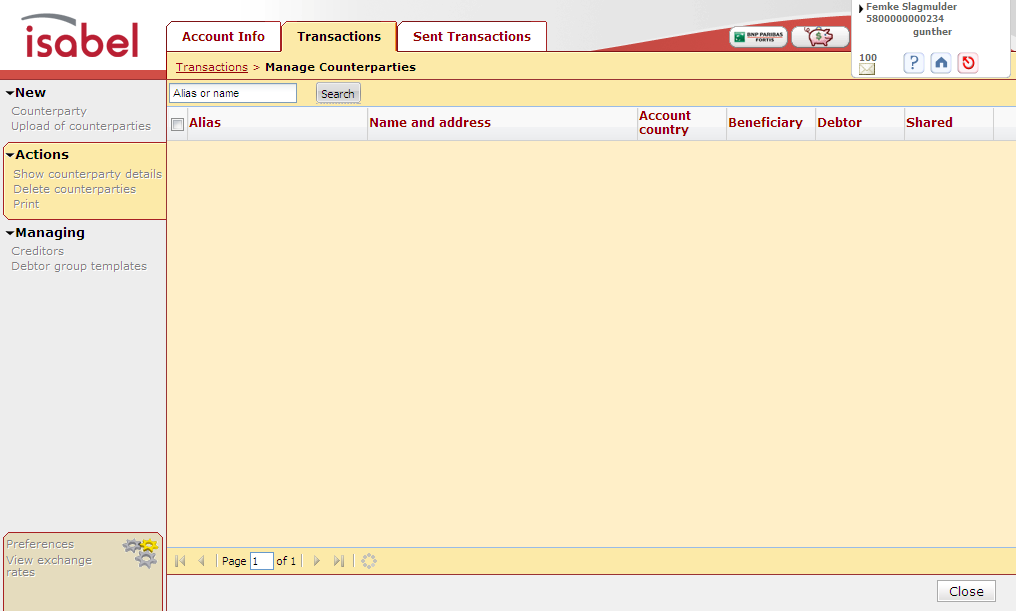 isabel
Account Info
Transactions
Sent Transactions
BNP PARIBAS
FORTIS
Femke Slagmulder
5800000000234
gunther
100
?
Transactions > Manage Counterparties
Alias or name
Search
New
Counterparty
Upload of counterparties
Actions
Show counterparty details
Delete counterparties
Print
Managing
Creditors
Debtor group templates
Alias
Name and address
Account
country
Beneficiary
Debtor
Shared
Preferences
View exchange
rates
Page 1 of 1
Close